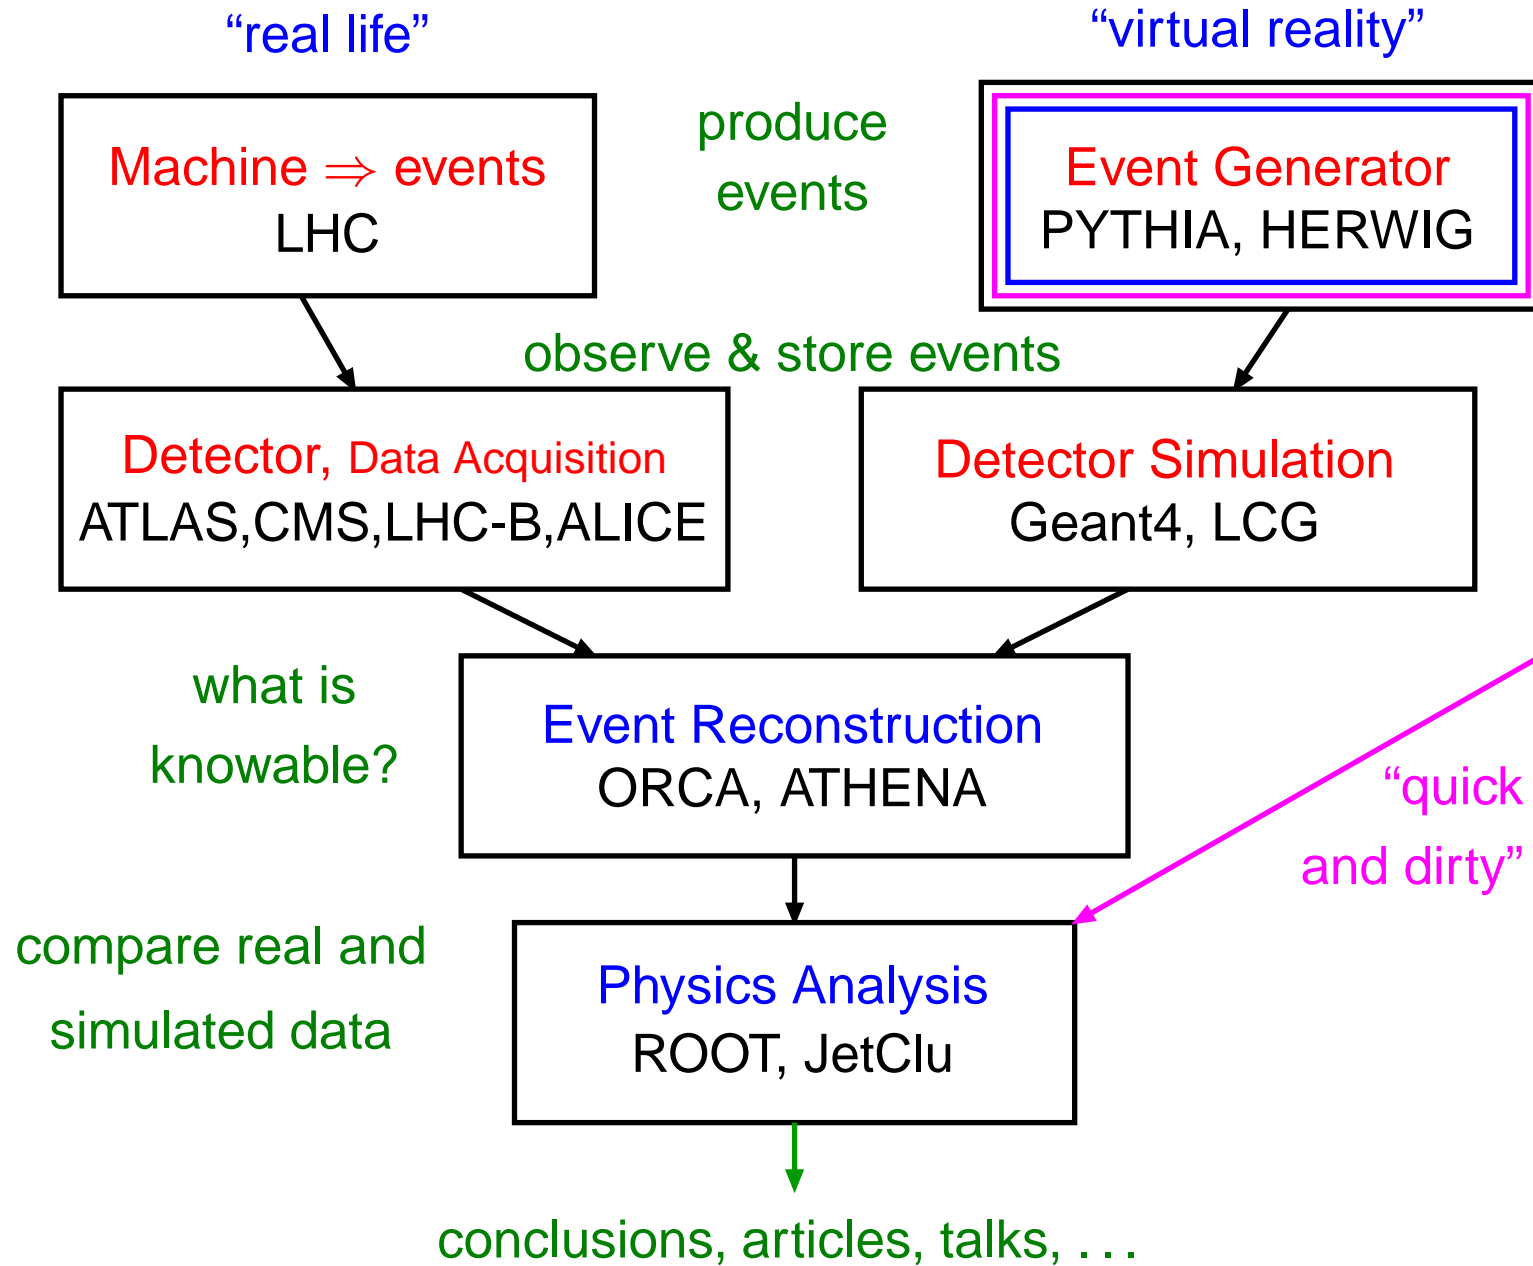 “real life”
“virtual reality”
Machine ⇒ events
LHC
produce
events
Event Generator
PYTHIA, HERWIG
observe & store events
Detector, Data Acquisition
ATLAS,CMS,LHC-B,ALICE
Detector Simulation
Geant4, LCG
what is
knowable?
Event Reconstruction
ORCA, ATHENA
“quick
and dirty”
compare real and
simulated data
Physics Analysis
ROOT, JetClu
conclusions, articles, talks, . . .